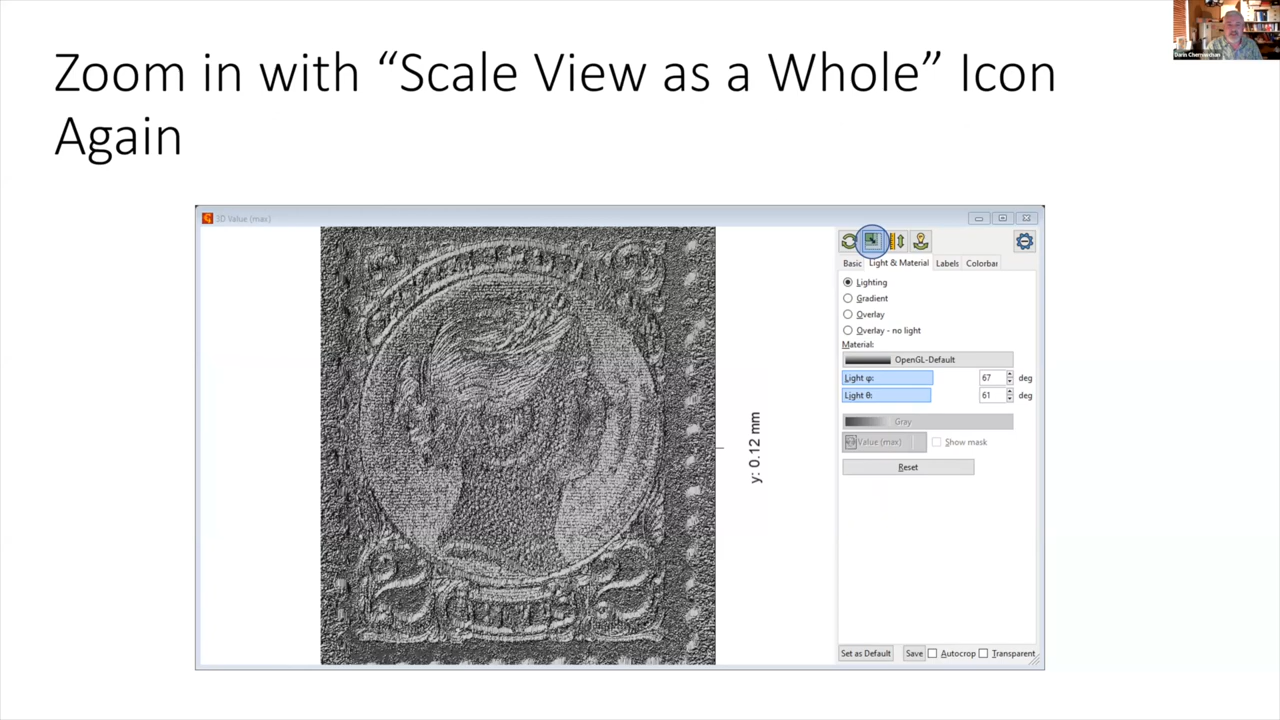 Zoom in with “Scale View as a Whole” Icon
Again
3D Value (max)
Basic Light & Material Labels Colorbar
Lighting
Gradient
Overlay
Overlay - no light
Material:
OpenGL-Default
Light φ: 67 deg
Light θ: 61 deg
Gray
Value (max) Show mask
Reset
y: 0.12 mm
Set as Default Save Autocrop Transparent